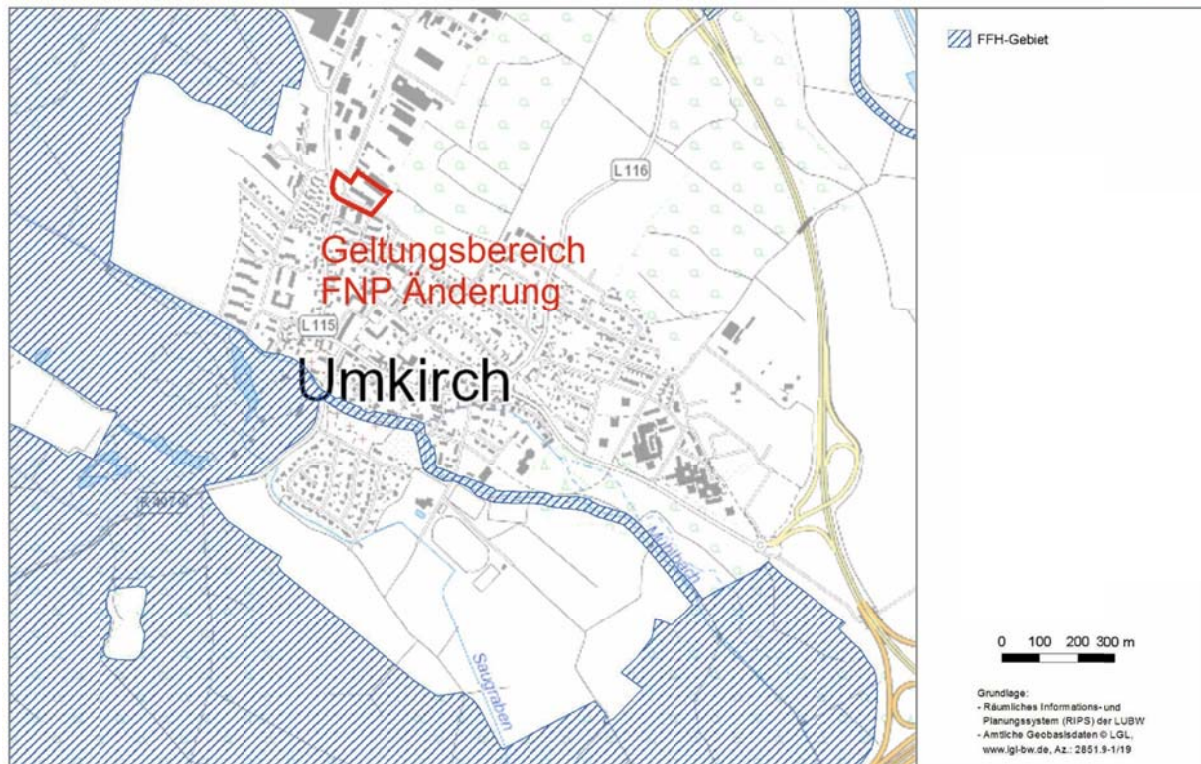 FFH-Gebiet
L 116
Geltungsbereich
FNP Änderung
L 115
Umkirch
Mühlbach
Saugraben
0 100 200 300 m
Grundlage:
- Räumliches Informations- und
Planungssystem (RIPS) der LUBW
- Amtliche Geobasisdaten © LGL,
www.lgl-bw.de, Az.: 2851.9-1/19